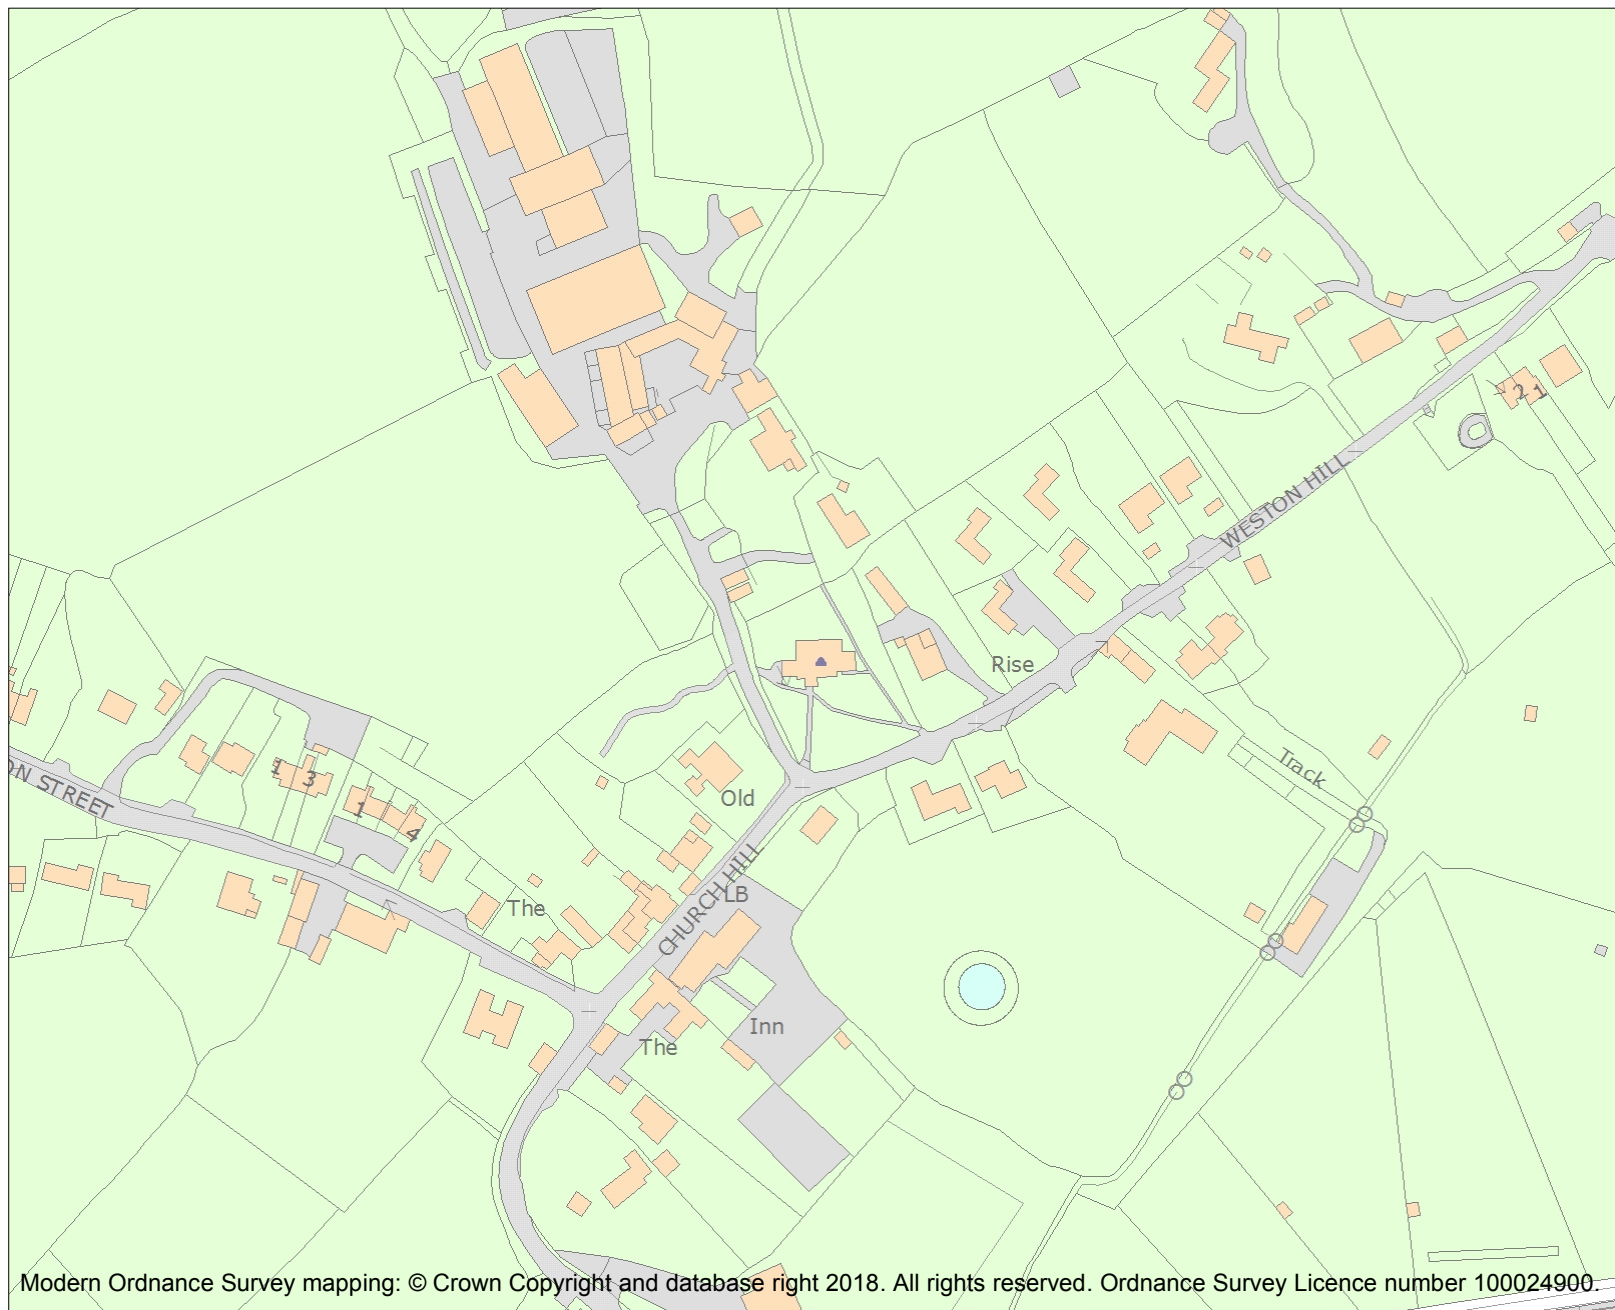 WESTON HILL
2
1
Rise
ON STREET
1
3
1
4
Old
Track
CHURCH HILL
LB
The
Inn
The
Modern Ordnance Survey mapping: © Crown Copyright and database right 2018. All rights reserved. Ordnance Survey Licence number 100024900.